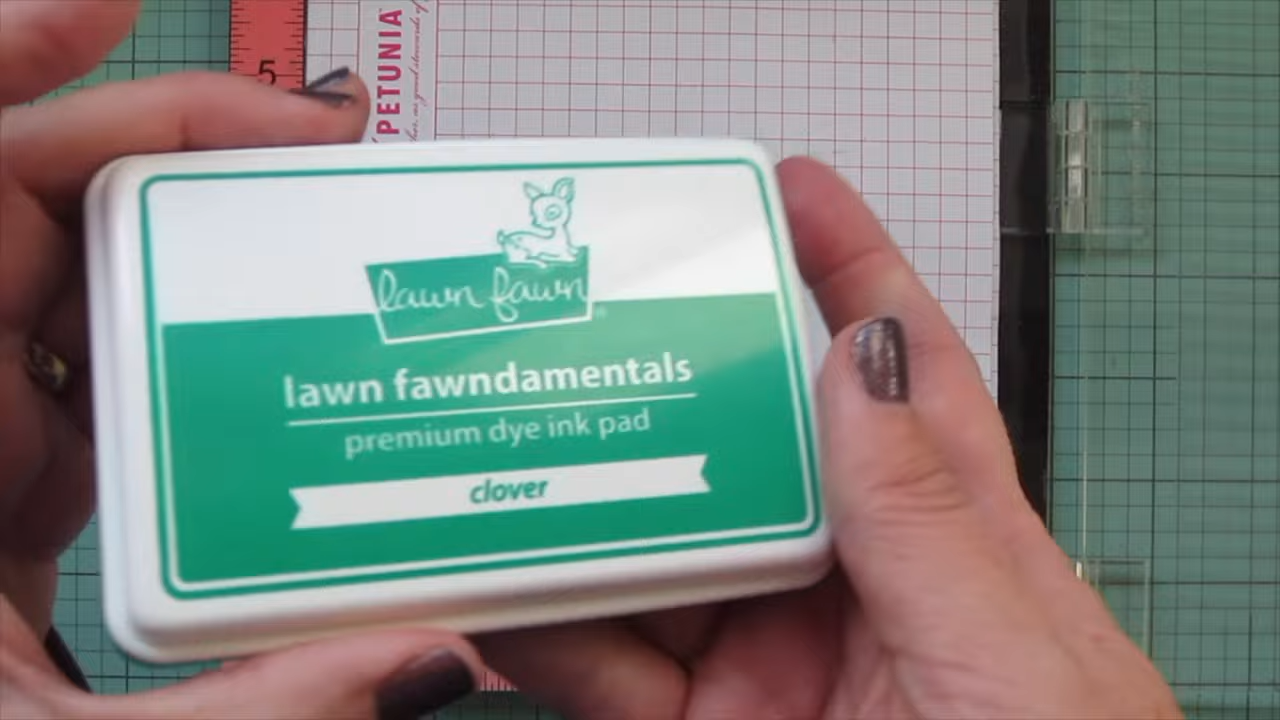 5
PETUNIA
lawn fawn
lawn fawndamentals
premium dye ink pad
clover